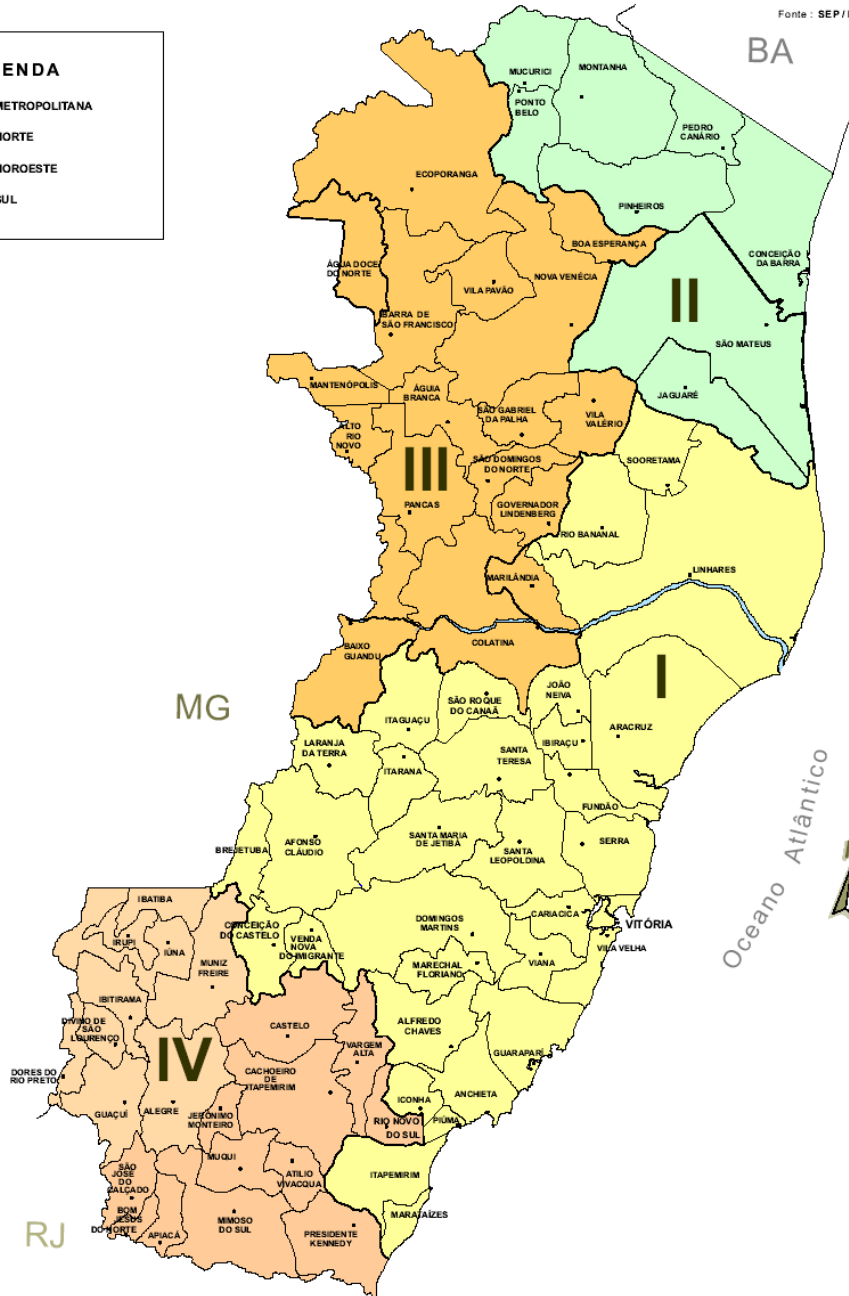 Fonte : SEP /
ENDA
METROPOLITANA
NORTE
NOROESTE
SUL
BA
MUCURICI
MONTANHA
PONTO
BELO
PEDRO
CANÁRIO
ECOPORANGA
PINHEIROS
BOA ESPERANÇA
CONCEIÇÃO
DA BARRA
ÁGUA DOCE
DO NORTE
NOVA VENÉCIA
VILA PAVÃO
II
BARRA DE
SÃO FRANCISCO
SÃO MATEUS
MANTENÓPOLIS
ÁGUIA
BRANCA
JAGUARÉ
SÃO GABRIEL
DA PALHA
VILA
VALÉRIO
ALTO
RIO
NOVO
III
SÃO DOMINGOS
DO NORTE
SOORETAMA
PANCAS
GOVERNADOR
LINDENBERG
RIO BANANAL
MARILÂNDIA
LINHARES
BAIXO
GUANDU
COLATINA
I
MG
JOÃO
NEIVA
SÃO ROQUE
DO CANAÃ
ITAGUAÇU
ARACRUZ
LARANJA
DA TERRA
IBIRAÇU
SANTA
TERESA
ITARANA
FUNDÃO
Oceano Atlântico
BREJETUBA
AFONSO
CLÁUDIO
SANTA MARIA
DE JETIBÁ
SANTA
LEOPOLDINA
SERRA
IBATIBA
CONCEIÇÃO
DO CASTELO
DOMINGOS
MARTINS
CARIACICA
VITÓRIA
IRUPI
IÚNA
VENDA
NOVA
DO IMIGRANTE
VILA VELHA
MUNIZ
FREIRE
MARECHAL
FLORIANO
VIANA
IBITIRAMA
DIVINO DE
SÃO
LOURENÇO
CASTELO
ALFREDO
CHAVES
IV
VARGEM
ALTA
GUARAPARÍ
DORES DO
RIO PRETO
CACHOEIRO
DE
ITAPEMIRIM
ICONHA
ANCHIETA
GUAÇUÍ
ALEGRE
JERÔNIMO
MONTEIRO
RIO NOVO
DO SUL
PIÚMA
MUQUI
SÃO
JOSÉ
DO
CALÇADO
ATILIO
VIVACQUA
ITAPEMIRIM
BOM
JESUS
DO NORTE
MIMOSO
DO SUL
MARATAÍZES
RJ
APIACÁ
PRESIDENTE
KENNEDY